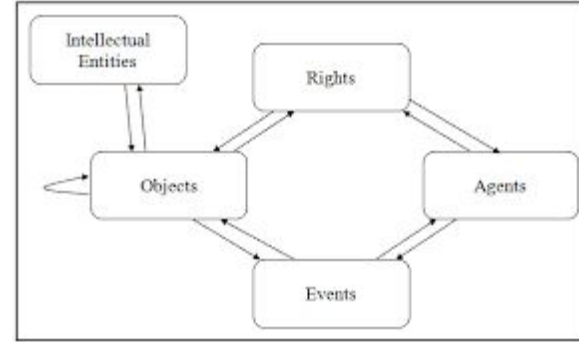 Intellectual
Entities
Rights
Objects
Agents
Events